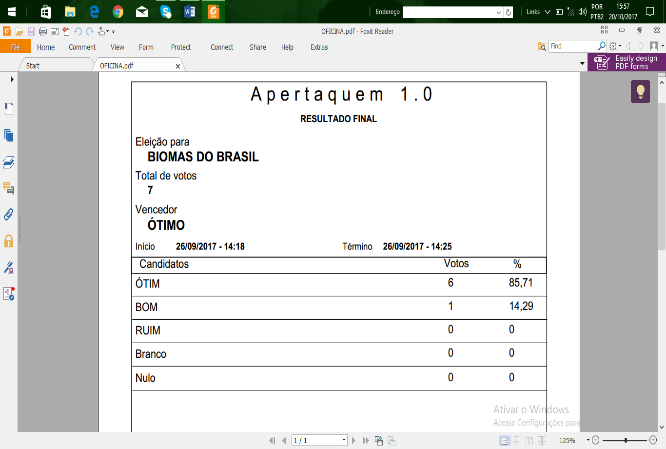 Endereço Links POR 15:57
PTB2 20/10/2017
OFICINA.pdf - Foxit Reader
File Home Comment View Form Protect Connect Share Help Extras Find
Start OFICINA.pdf x Easily design
PDF forms
Apertaquem 1.0
RESULTADO FINAL
Eleição para
BIOMAS DO BRASIL
Total de votos
7
Vencedor
ÓTIMO
Início 26/09/2017 - 14:18 Término 26/09/2017 - 14:25
Candidatos Votos %
ÓTIM 6 85,71
BOM 1 14,29
RUIM 0 0
Branco 0 0
Nulo 0 0
Ativar o Windows
Acesse Configurações para
1 / 1 125%